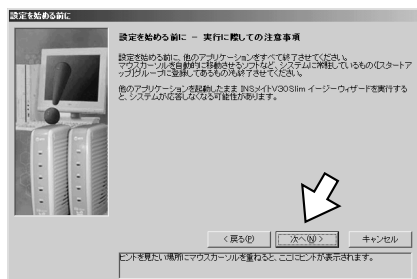 設定を始める前に
設定を始める前に － 実行に際しての注意事項
設定を始める前に、他のアプリケーションをすべて終了させてください。
マウスカーソルを自動的に移動させるソフトなど、システムに常駐しているもの(スタートア
ップ)グループに登録してあるものも終了させてください。
他のアプリケーションを起動したまま INSメイトV30Slim イージーウィザードを実行する
と、システムが応答しなくなる可能性があります。
< 戻る(P)
次へ(N) >
キャンセル
ヒントを見たい場所にマウスカーソルを重ねると、ここにヒントが表示されます。